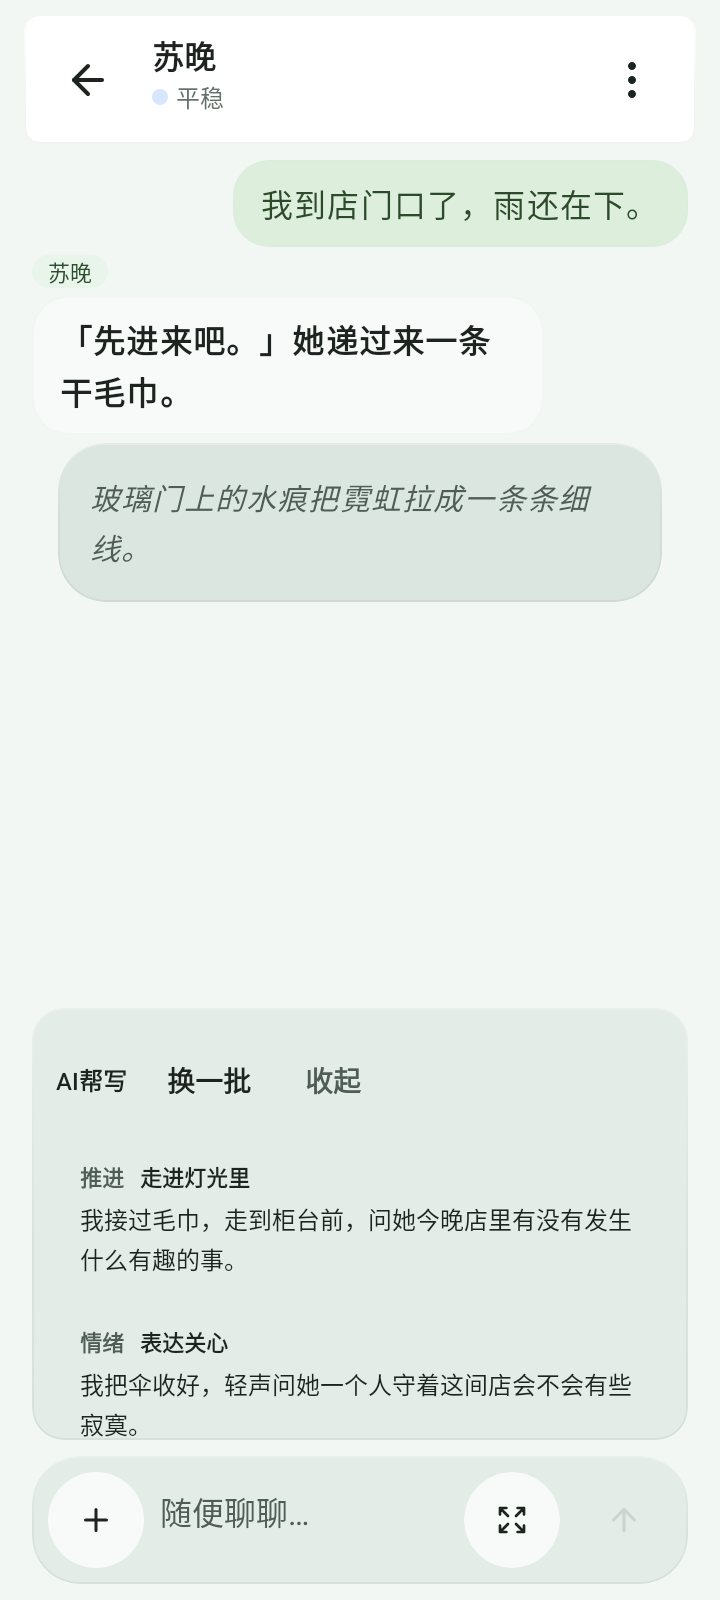 苏晚
平稳
我到店门口了，雨还在下。
苏晚
「先进来吧。」她递过来一条
干毛巾。
玻璃门上的水痕把霓虹拉成一条条细
线。
AI帮写 换一批 收起
推进 走进灯光里
我接过毛巾，走到柜台前，问她今晚店里有没有发生
什么有趣的事。
情绪 表达关心
我把伞收好，轻声问她一个人守着这间店会不会有些
寂寞。
随便聊聊...